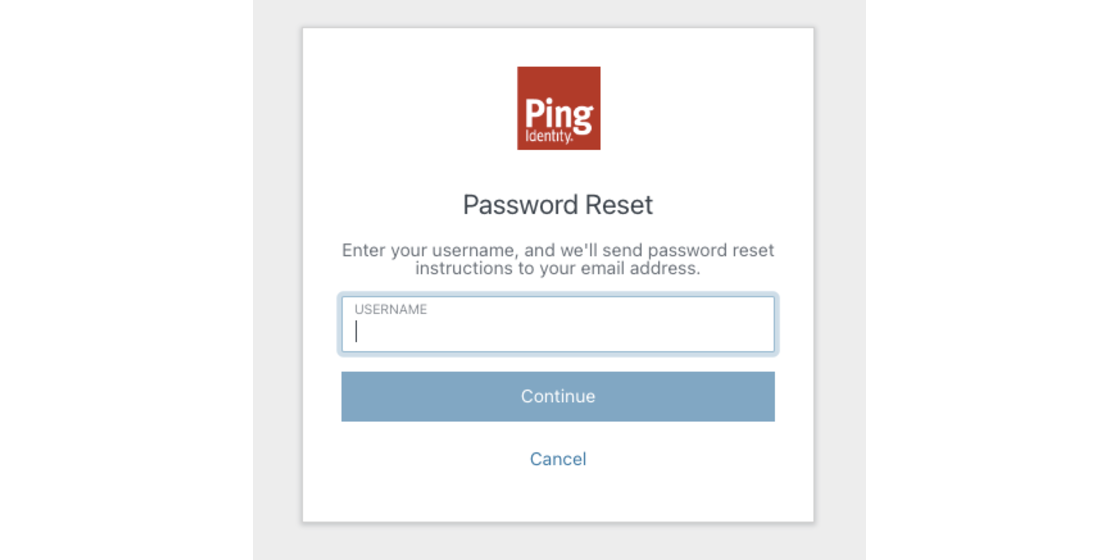 Ping
Identity.
Password Reset
Enter your username, and we'll send password reset
instructions to your email address.
USERNAME
Continue
Cancel